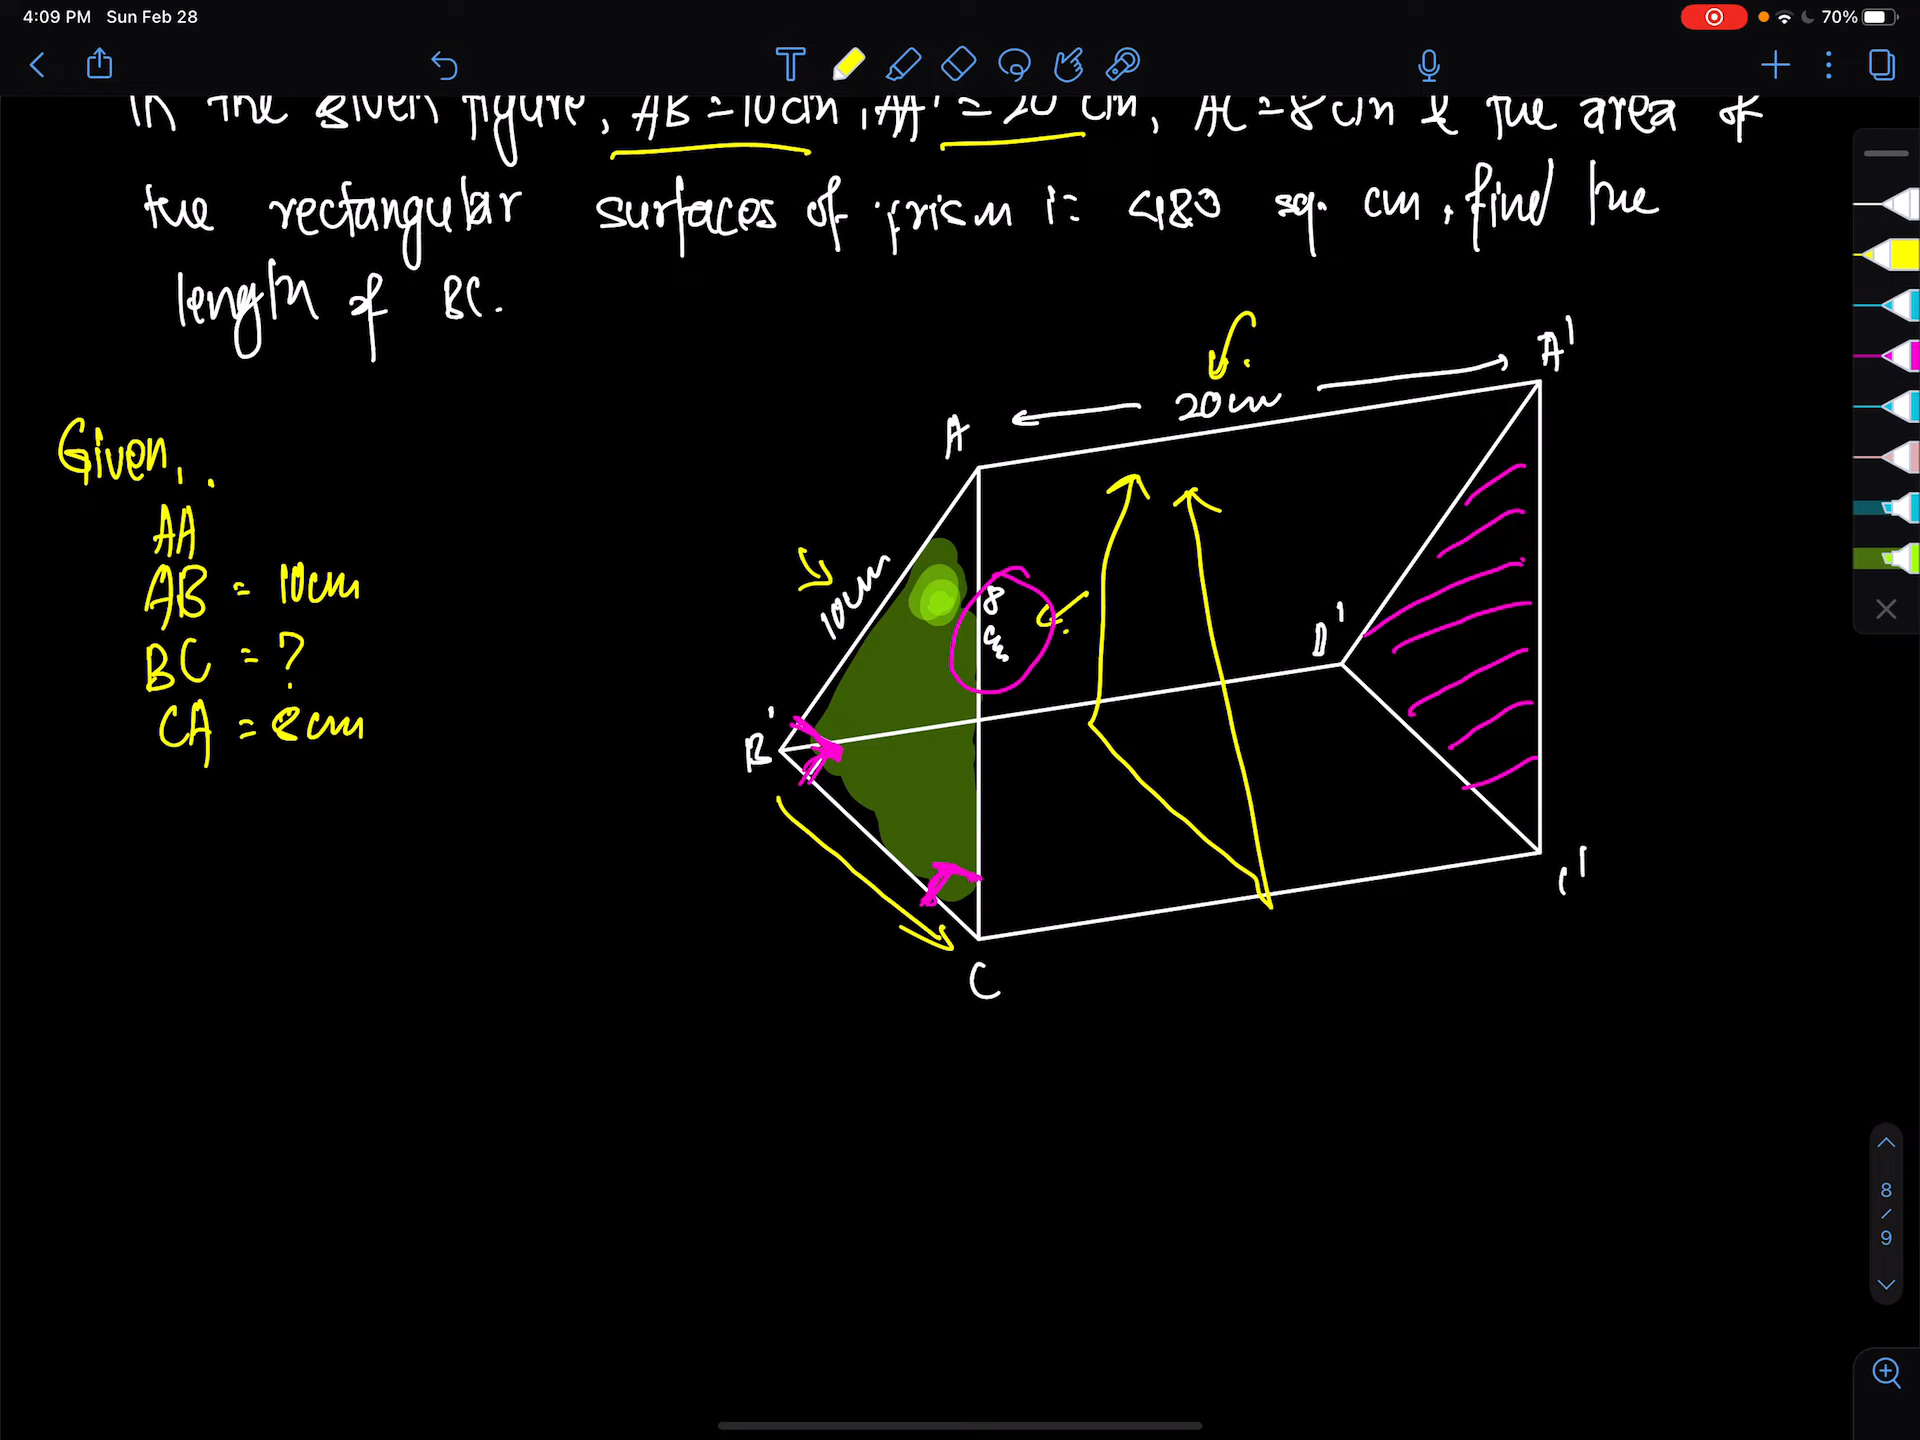 4:09 PM Sun Feb 28
70%
T
In the given figure, AB = 10cm, AA' = 20 cm, AC = 8cm & the area of
the rectangular surfaces of prism is 480 sq. cm, find the
length of BC.
Given,
AA
AB = 10cm
BC = ?
CA = 8cm
A
20cm
A'
10cm
8 cm
B'
B
D'
C
C'
8
/
9